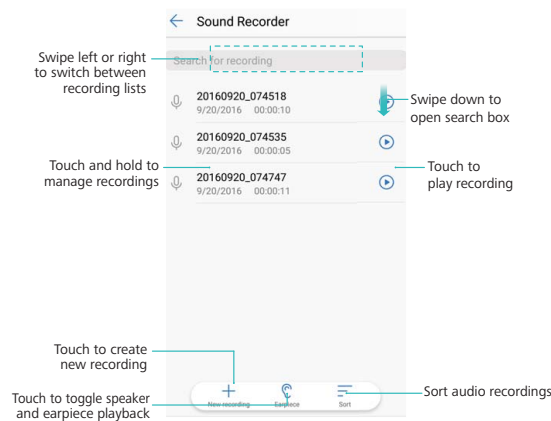 Sound Recorder
Search for recording
Swipe left or right
to switch between
recording lists
20160920_074518
9/20/2016 00:00:10
Swipe down to
open search box
20160920_074535
9/20/2016 00:00:05
Touch and hold to
manage recordings
20160920_074747
9/20/2016 00:00:11
Touch to
play recording
Touch to create
new recording
Touch to toggle speaker
and earpiece playback
New recording
Earpiece
Sort
Sort audio recordings